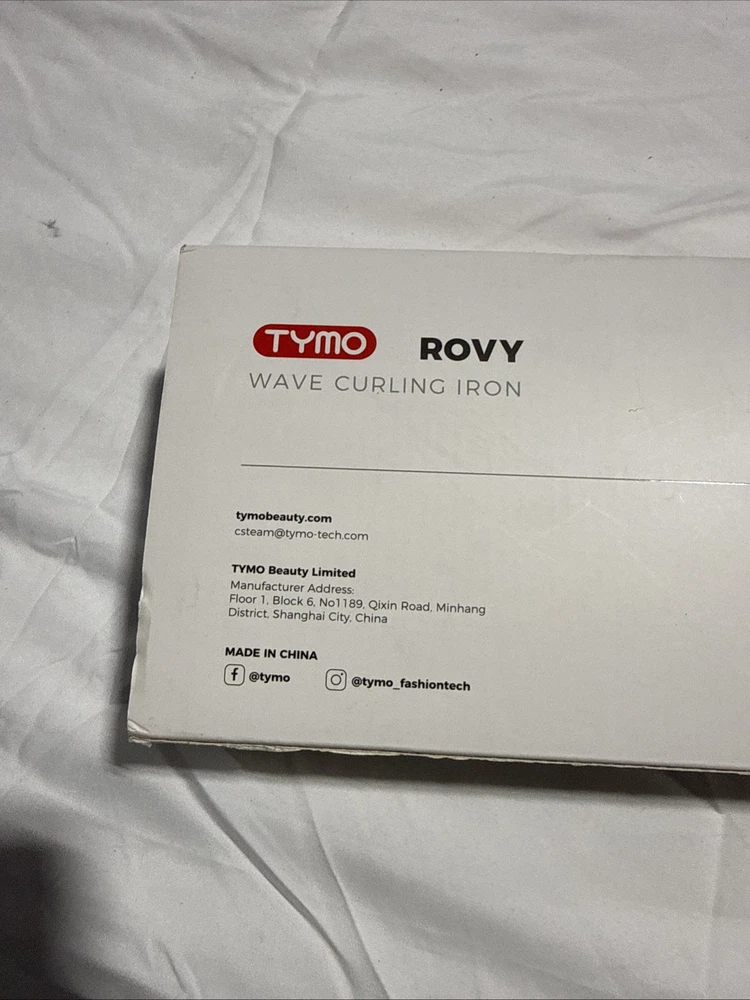 TYMO ROVY
WAVE CURLING IRON
tymobeauty.com
csteam@tymo-tech.com
TYMO Beauty Limited
Manufacturer Address:
Floor 1, Block 6, No1189, Qixin Road, Minhang
District, Shanghai City, China
MADE IN CHINA
@tymo @tymo_fashiontech